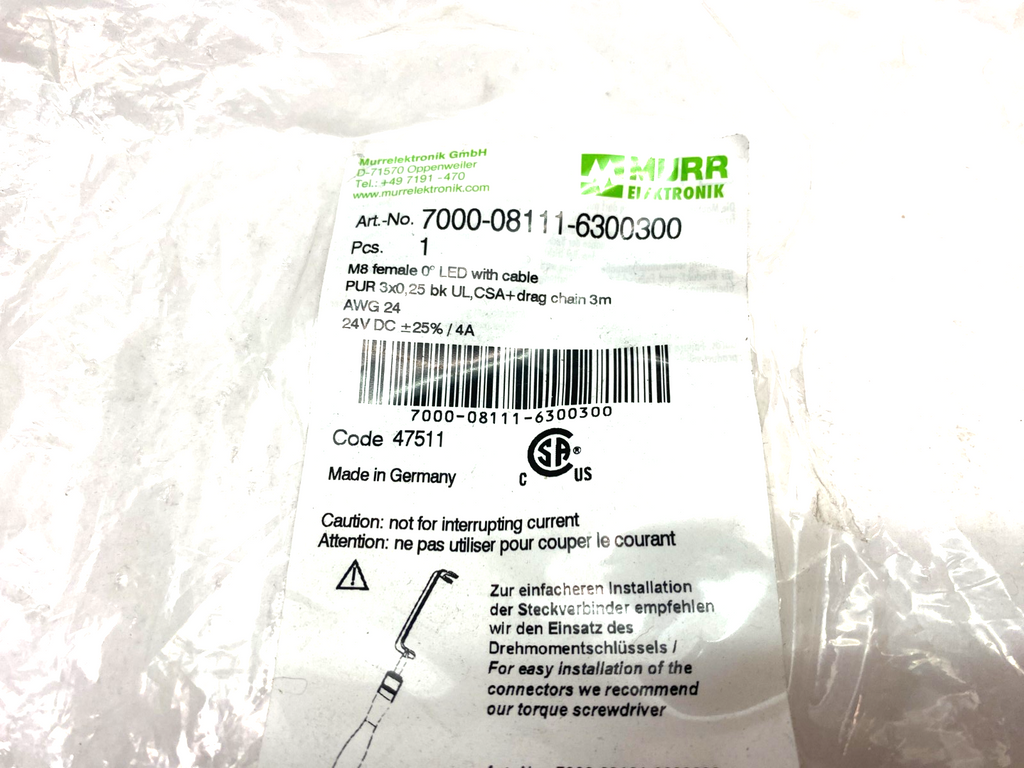 Murrelektronik GmbH
D-71570 Oppenweiler
Tel.: +49 7191 -470
www.murrelektronik.com
MURR
ELEKTRONIK
Art.-No. 7000-08111-6300300
Pcs. 1
M8 female 0° LED with cable
PUR 3x0,25 bk UL,CSA+drag chain 3m
AWG 24
24V DC ±25% / 4A
7000-08111-6300300
Code 47511
CSA®
C US
Made in Germany
Caution: not for interrupting current
Attention: ne pas utiliser pour couper le courant
Zur einfacheren Installation
der Steckverbinder empfehlen
wir den Einsatz des
Drehmomentschlüssels /
For easy installation of the
connectors we recommend
our torque screwdriver